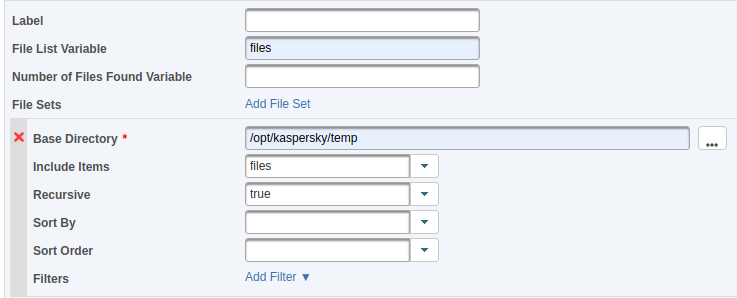 Label
File List Variable files
Number of Files Found Variable
File Sets Add File Set
Base Directory * /opt/kaspersky/temp ...
Include Items files
Recursive true
Sort By
Sort Order
Filters Add Filter ▼